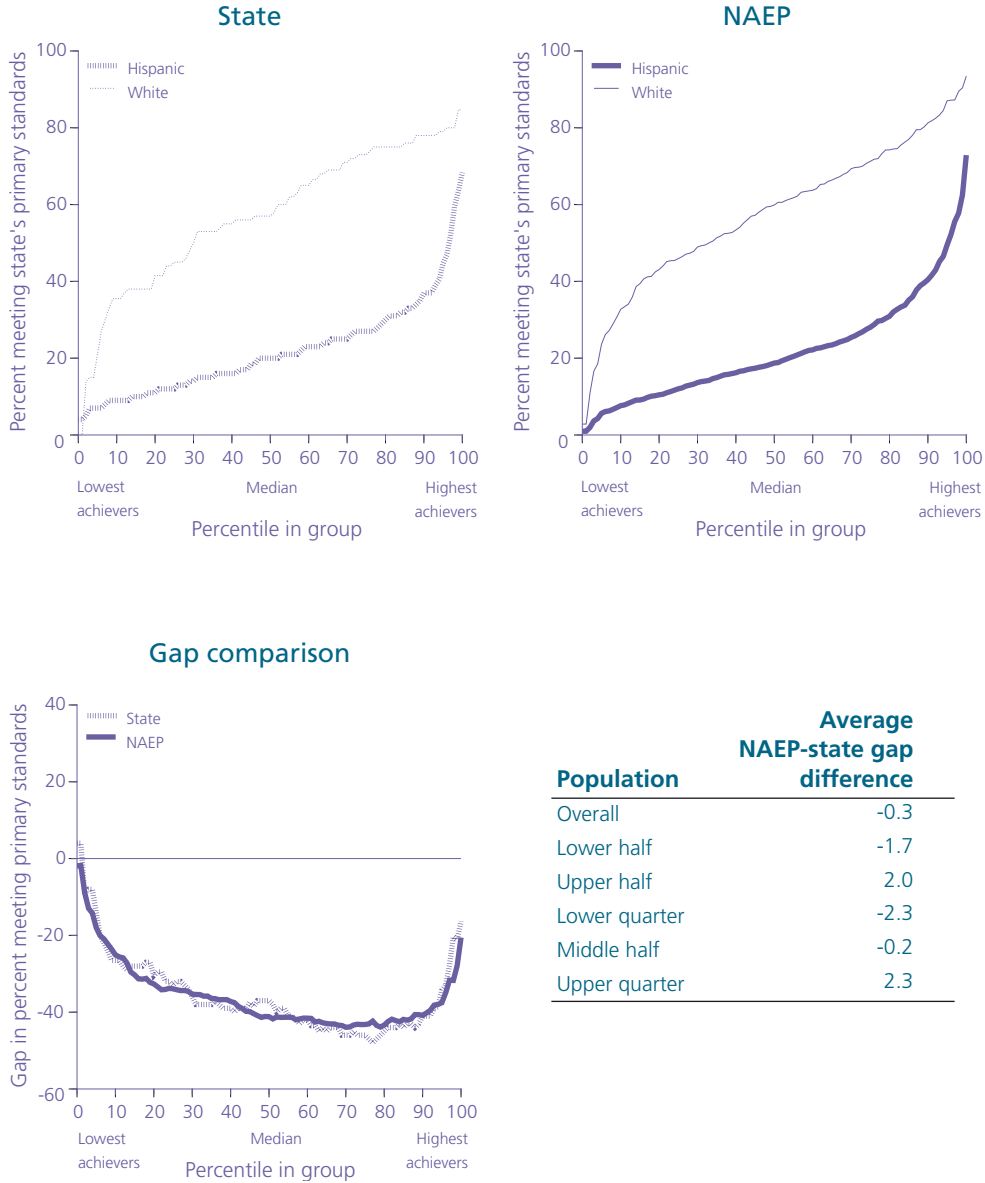 State
Percent meeting state's primary standards
100
80
60
40
20
0
Hispanic
White
0 10 20 30 40 50 60 70 80 90 100
Lowest achievers
Median
Highest achievers
Percentile in group
NAEP
Percent meeting state's primary standards
100
80
60
40
20
0
Hispanic
White
0 10 20 30 40 50 60 70 80 90 100
Lowest achievers
Median
Highest achievers
Percentile in group
Gap comparison
Gap in percent meeting primary standards
40
20
0
-20
-40
-60
State
NAEP
0 10 20 30 40 50 60 70 80 90 100
Lowest achievers
Median
Highest achievers
Percentile in group
Average
NAEP-state gap
Population difference
Overall -0.3
Lower half -1.7
Upper half 2.0
Lower quarter -2.3
Middle half -0.2
Upper quarter 2.3